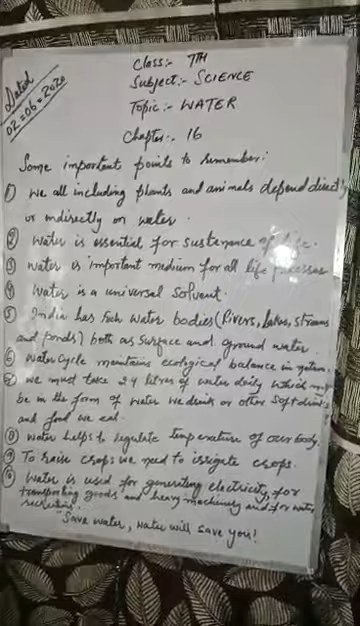 Class:- 7TH
Dated
02=06=2020
Subject:- SCIENCE
Topic:- WATER
Chapter:- 16
Some important points to remember:
① We all including plants and animals depend directly
or indirectly on water.
② Water is essential for sustenance of life.
③ Water is important medium for all life processes
④ Water is a universal solvent.
⑤ India has rich water bodies (Rivers, lakes, streams
and ponds) both as surface and ground water
⑥ Water cycle maintains ecological balance in nature.
⑦ We must take 2-4 litres of water daily which may
be in the form of water we drink or other soft drinks
and food we eat.
⑧ Water helps to regulate temperature of our body.
⑨ To raise crops we need to irrigate crops.
⑩ Water is used for generating electricity, for
transporting goods and heavy machinery and for water
recreation.
"Save water, water will save you!